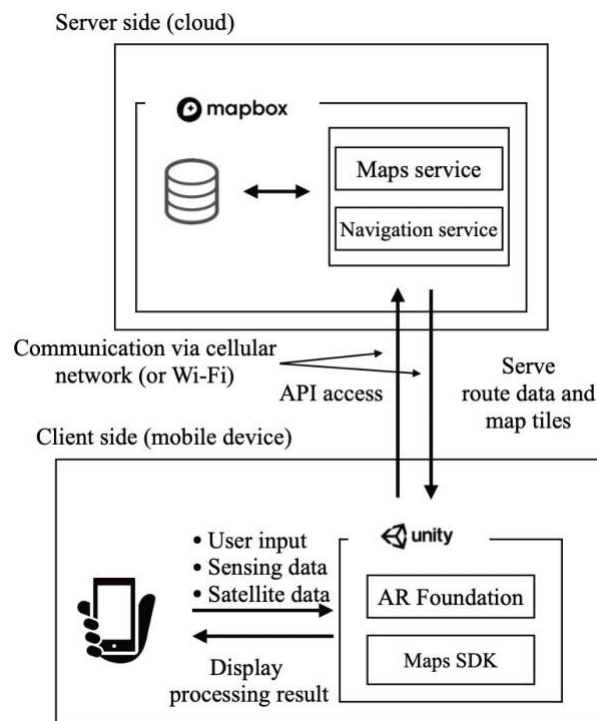 Server side (cloud)
mapbox
Maps service
Navigation service
Communication via cellular
network (or Wi-Fi)
API access
Serve
route data and
map tiles
Client side (mobile device)
unity
• User input
• Sensing data
• Satellite data
AR Foundation
Maps SDK
Display
processing result